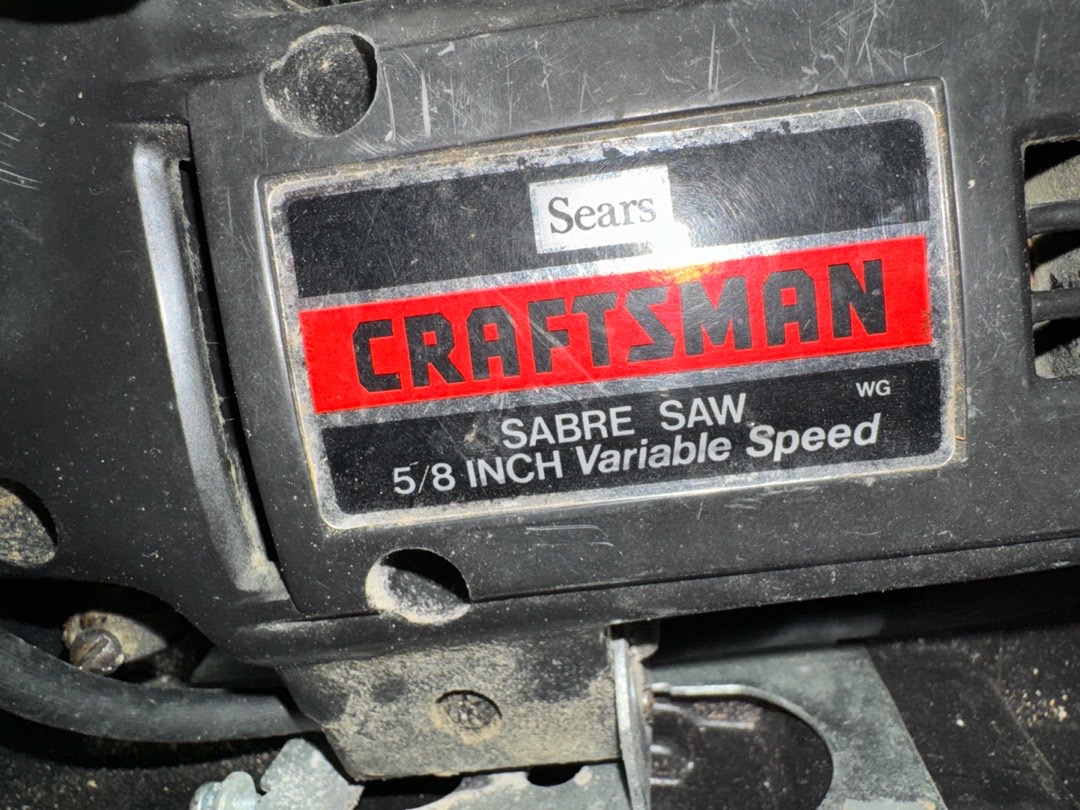 Sears
CRAFTSMAN
SABRE SAW WG
5/8 INCH Variable Speed